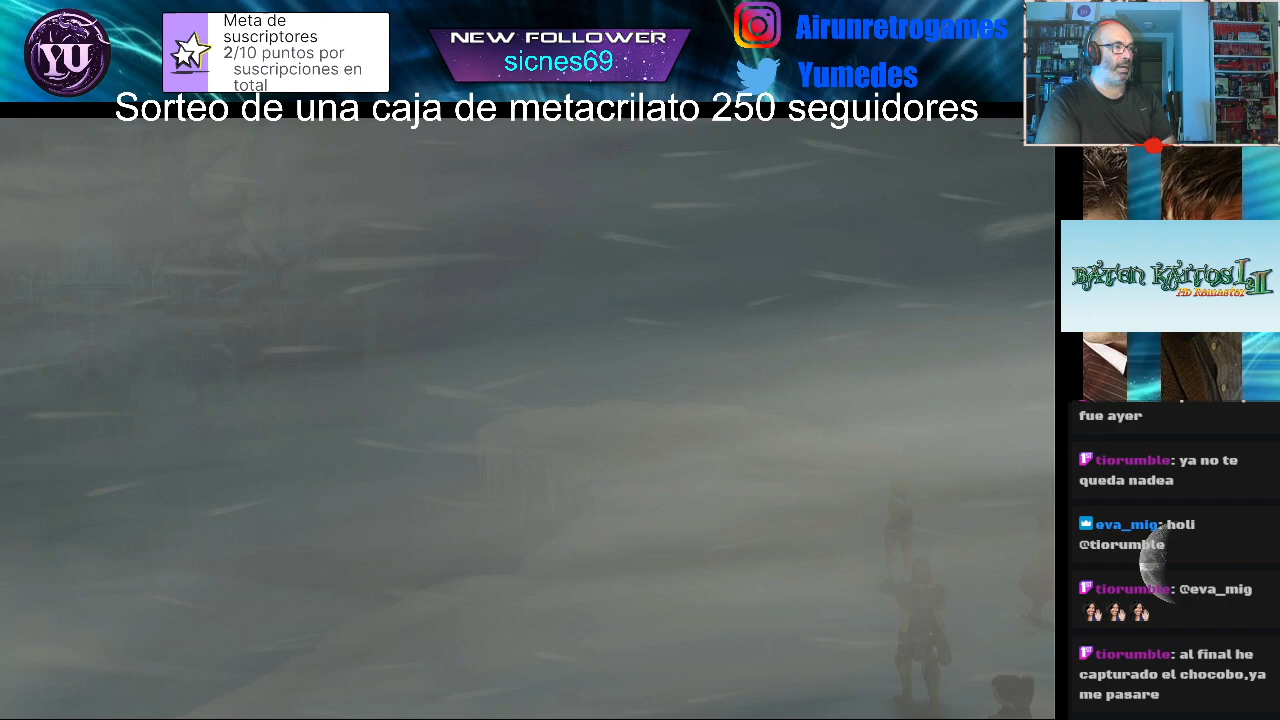 YU
Meta de
suscriptores
2/10 puntos por
suscripciones en
total
NEW FOLLOWER
sicnes69
Airunretrogames
Yumedes
Sorteo de una caja de metacrilato 250 seguidores
BATEN KAITOS I & II
HD Remaster
fue ayer
tiorumble: ya no te
queda nadea
eva_mig: holi
@tiorumble
tiorumble: @eva_mig
tiorumble: al final he
capturado el chocobo,ya
me pasare